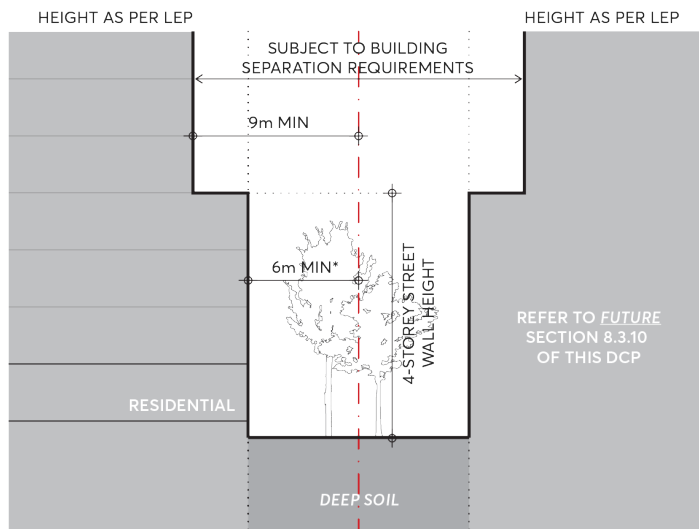 HEIGHT AS PER LEP
HEIGHT AS PER LEP
SUBJECT TO BUILDING
SEPARATION REQUIREMENTS
9m MIN
6m MIN*
4-STOREY STREET
WALL HEIGHT
REFER TO FUTURE
SECTION 8.3.10
OF THIS DCP
RESIDENTIAL
DEEP SOIL